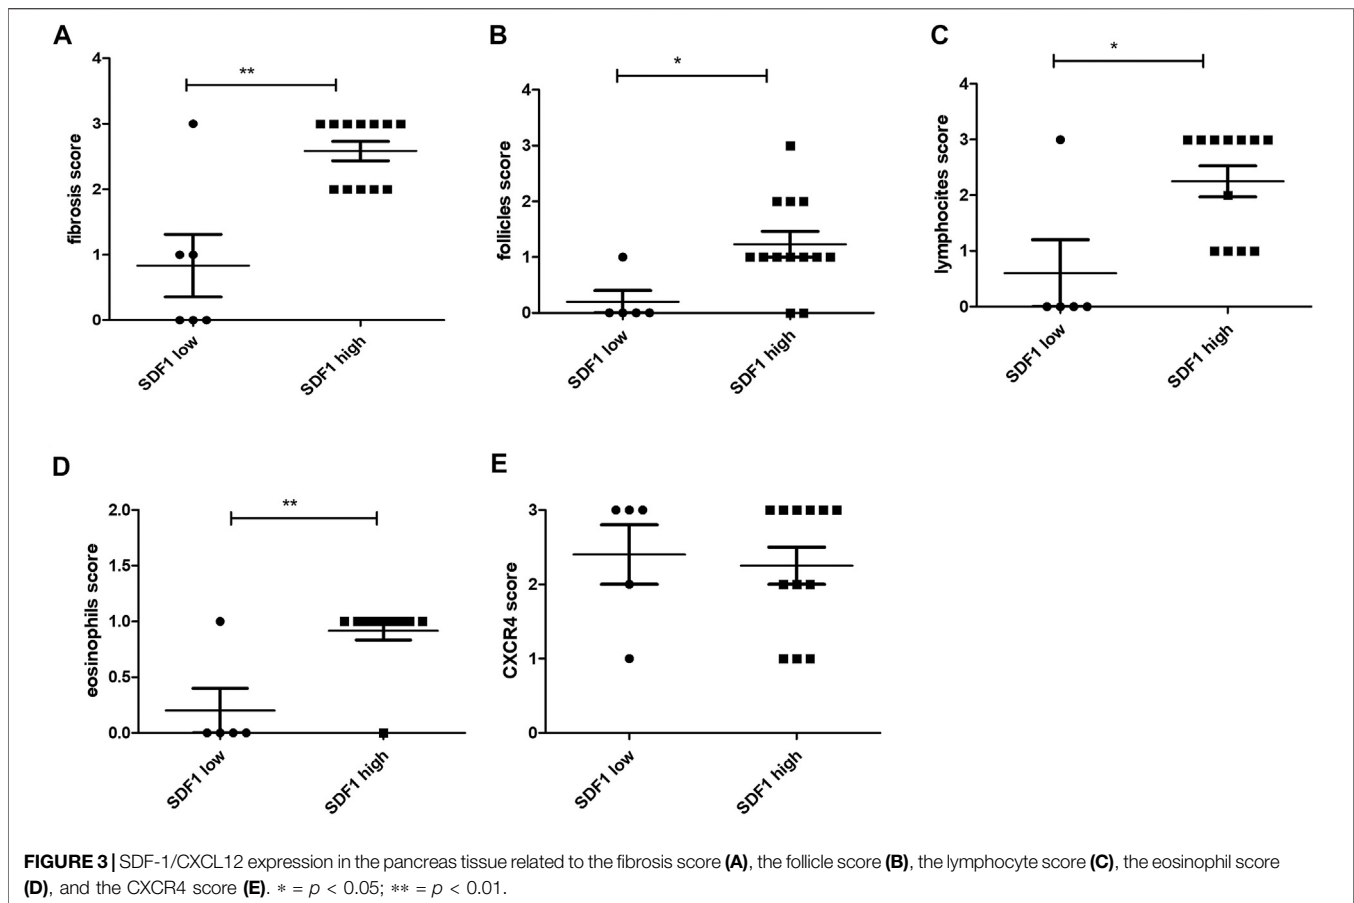 A
**
fibrosis score
4
3
2
1
0
SDF1 low
SDF1 high
B
*
follicles score
4
3
2
1
0
SDF1 low
SDF1 high
C
*
lymphocites score
4
3
2
1
0
SDF1 low
SDF1 high
D
**
eosinophils score
2.0
1.5
1.0
0.5
0.0
SDF1 low
SDF1 high
E
CXCR4 score
3
2
1
0
SDF1 low
SDF1 high
FIGURE 3 | SDF-1/CXCL12 expression in the pancreas tissue related to the fibrosis score (A), the follicle score (B), the lymphocyte score (C), the eosinophil score
(D), and the CXCR4 score (E). ∗ = p < 0.05; ∗∗ = p < 0.01.